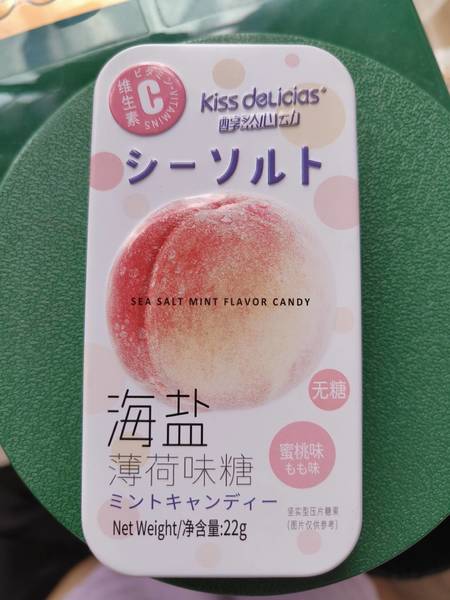 维生素
ビタミン・VITAMINS
C
Kiss deLicias
シーソルト
SEA SALT MINT FLAVOR CANDY
无糖
海盐
蜜桃味
もも味
薄荷味糖
ミントキャンディー
Net Weight/净含量:22g
坚实型压片糖果
(图片仅供参考)